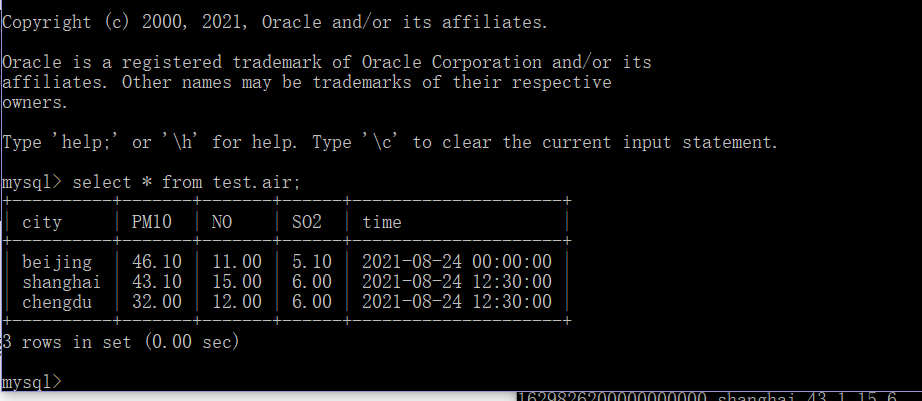 Copyright (c) 2000, 2021, Oracle and/or its affiliates.
Oracle is a registered trademark of Oracle Corporation and/or its
affiliates. Other names may be trademarks of their respective
owners.
Type 'help;' or '\h' for help. Type '\c' to clear the current input statement.
mysql> select * from test.air;
+----------+-------+-------+------+---------------------+
| city | PM10 | NO | SO2 | time |
+----------+-------+-------+------+---------------------+
| beijing | 46.10 | 11.00 | 5.10 | 2021-08-24 00:00:00 |
| shanghai | 43.10 | 15.00 | 6.00 | 2021-08-24 12:30:00 |
| chengdu | 32.00 | 12.00 | 6.00 | 2021-08-24 12:30:00 |
+----------+-------+-------+------+---------------------+
3 rows in set (0.00 sec)
mysql>
1629826200000000000 shanghai 43.1 15 6